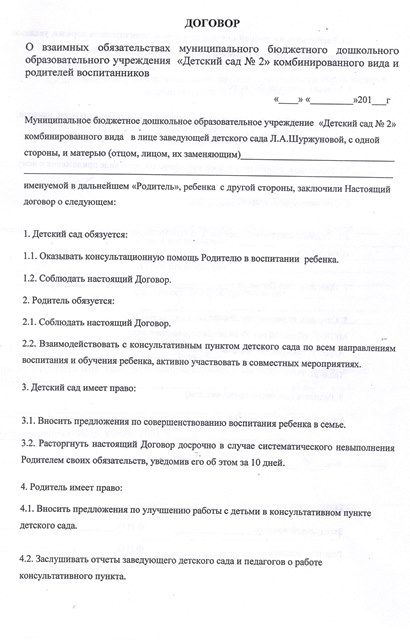 ДОГОВОР
О взаимных обязательствах муниципального бюджетного дошкольного
образовательного учреждения «Детский сад № 2» комбинированного вида и
родителей воспитанников
«____» «_________»201___г
Муниципальное бюджетное дошкольное образовательное учреждение «Детский сад № 2»
комбинированного вида в лице заведующей детского сада Л.А.Шуржуновой, с одной
стороны, и матерью (отцом, лицом, их заменяющим)__________________________
именуемой в дальнейшем «Родитель», ребенка с другой стороны, заключили Настоящий
договор о следующем:
1. Детский сад обязуется:
1.1. Оказывать консультационную помощь Родителю в воспитании ребенка.
1.2. Соблюдать настоящий Договор.
2. Родитель обязуется:
2.1. Соблюдать настоящий Договор.
2.2. Взаимодействовать с консультативным пунктом детского сада по всем направлениям
воспитания и обучения ребенка, активно участвовать в совместных мероприятиях.
3. Детский сад имеет право:
3.1. Вносить предложения по совершенствованию воспитания ребенка в семье.
3.2. Расторгнуть настоящий Договор досрочно в случае систематического невыполнения
Родителем своих обязательств, уведомив его об этом за 10 дней.
4. Родитель имеет право:
4.1. Вносить предложения по улучшению работы с детьми в консультативном пункте
детского сада.
4.2. Заслушивать отчеты заведующего детского сада и педагогов о работе
консультативного пункта.